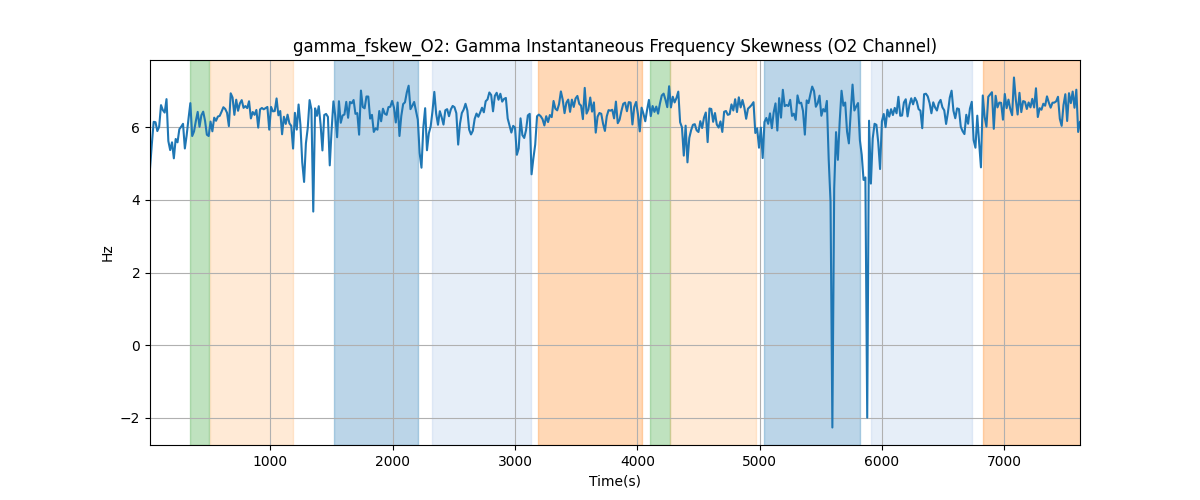 gamma_fskew_O2: Gamma Instantaneous Frequency Skewness (O2 Channel)
6
4
2
0
−2
Hz
1000 2000 3000 4000 5000 6000 7000
Time(s)